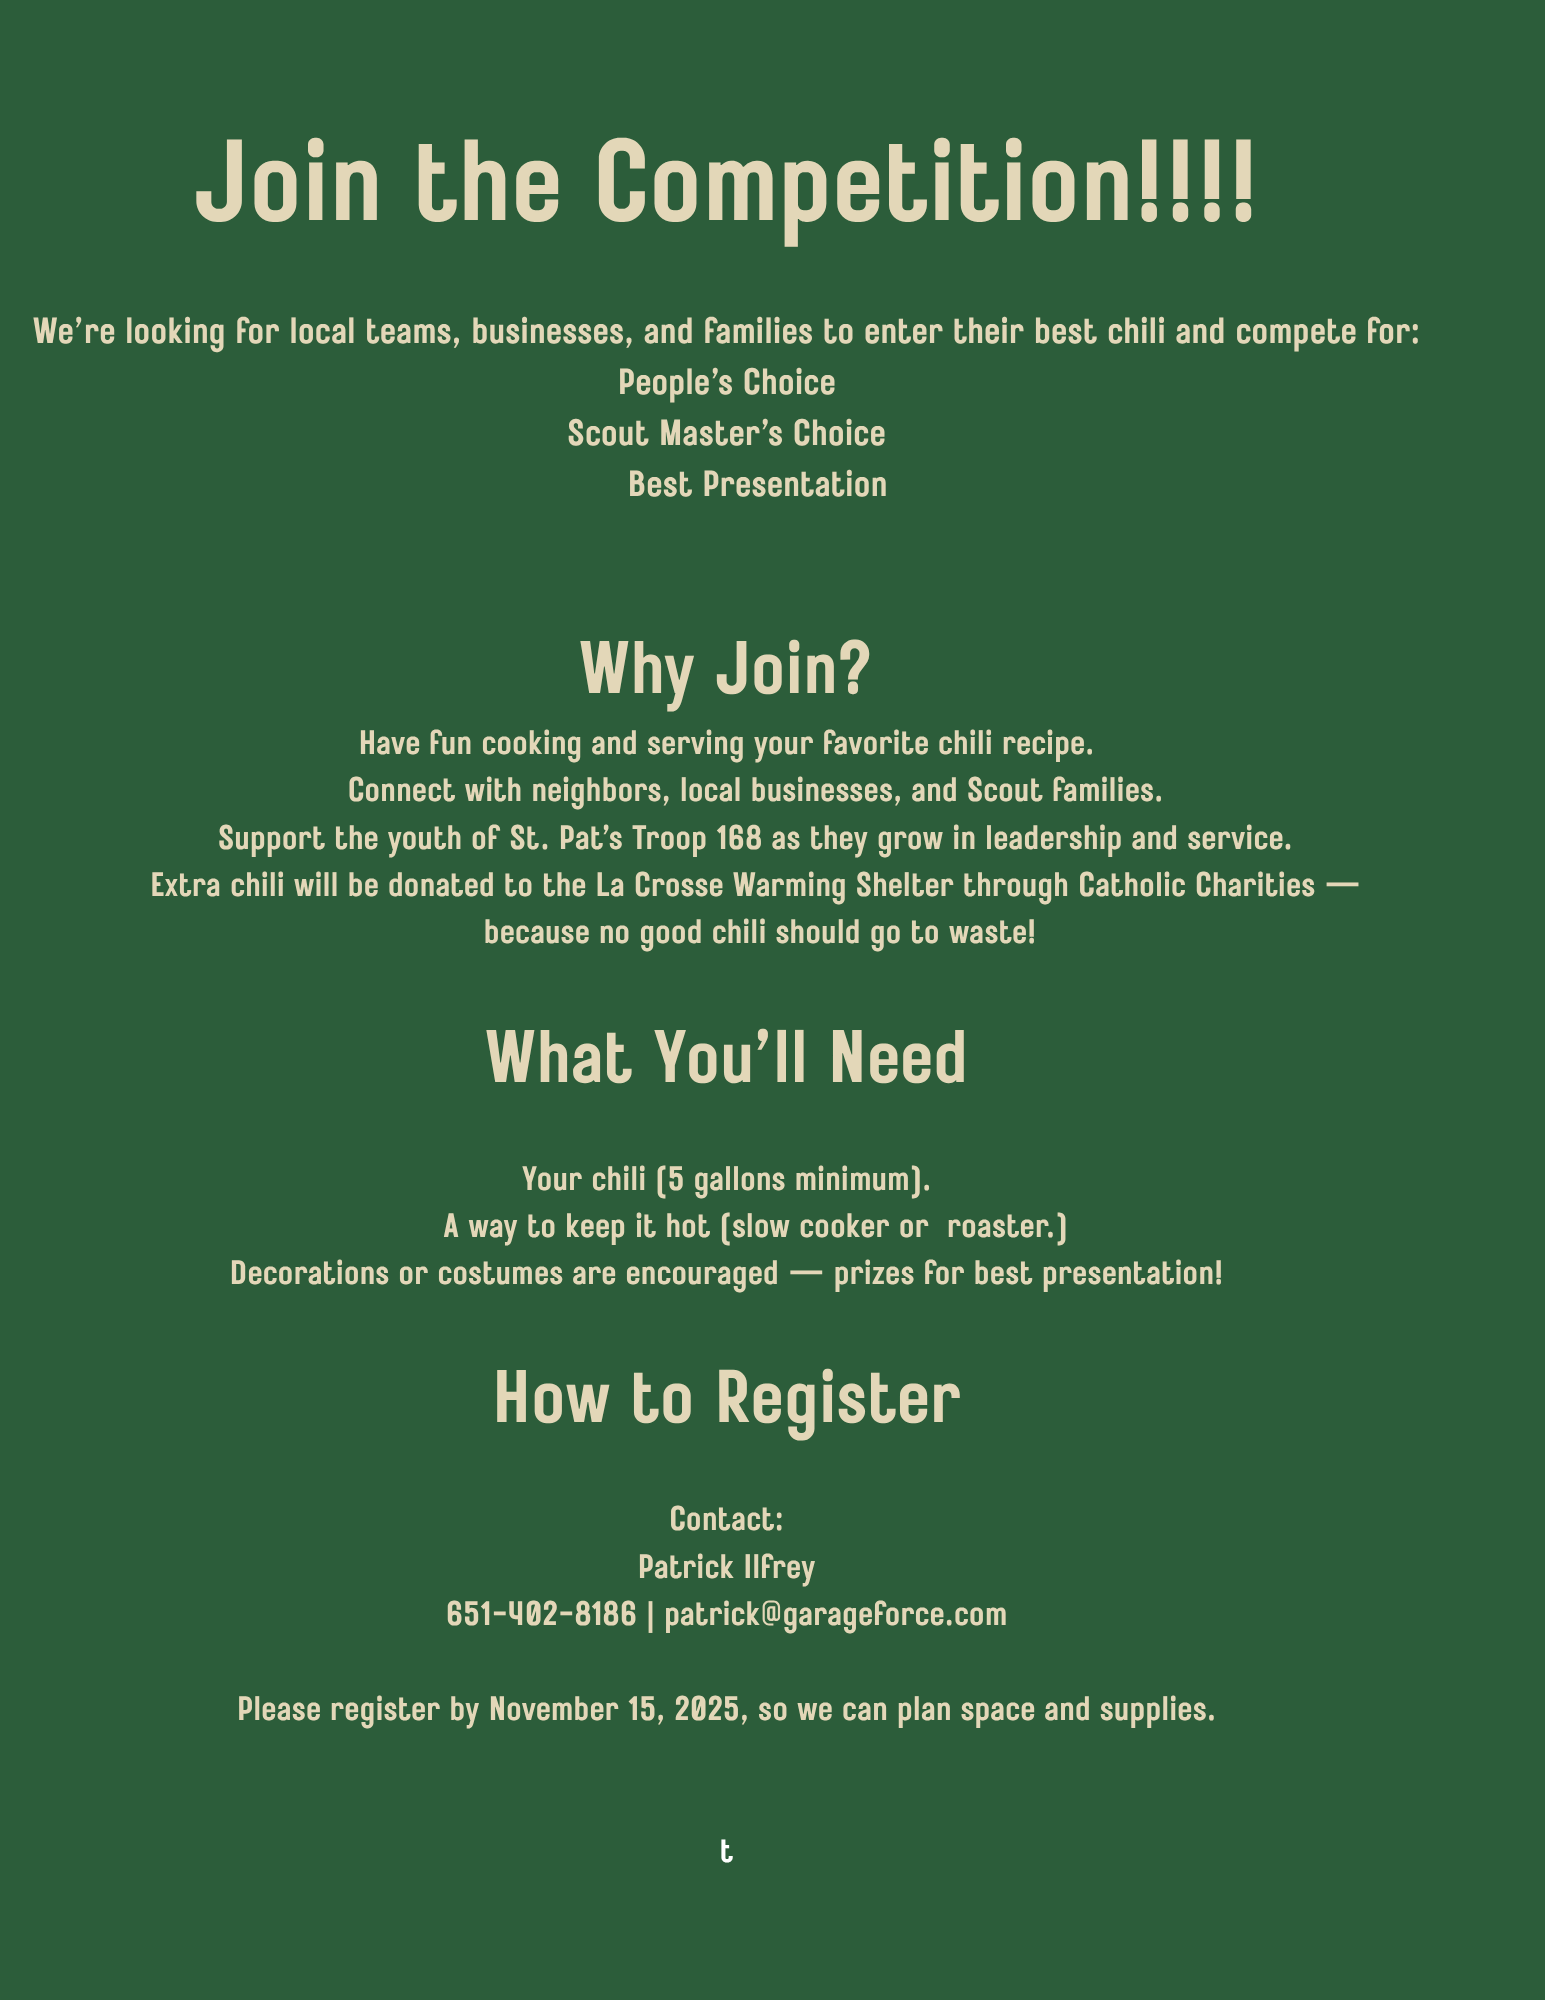 Join the Competition!!!!
We’re looking for local teams, businesses, and families to enter their best chili and compete for:
People’s Choice
Scout Master’s Choice
Best Presentation
Why Join?
Have fun cooking and serving your favorite chili recipe.
Connect with neighbors, local businesses, and Scout families.
Support the youth of St. Pat’s Troop 168 as they grow in leadership and service.
Extra chili will be donated to the La Crosse Warming Shelter through Catholic Charities —
because no good chili should go to waste!
What You’ll Need
Your chili (5 gallons minimum).
A way to keep it hot (slow cooker or  roaster.)
Decorations or costumes are encouraged — prizes for best presentation!
How to Register
Contact:
Patrick Ilfrey
651-402-8186 | patrick@garageforce.com
Please register by November 15, 2025, so we can plan space and supplies.
t